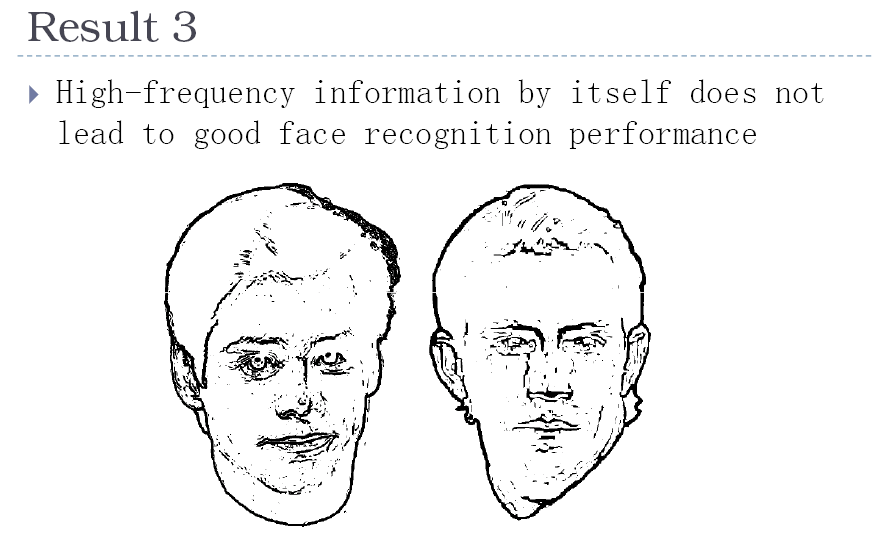 Result 3
High-frequency information by itself does not
lead to good face recognition performance